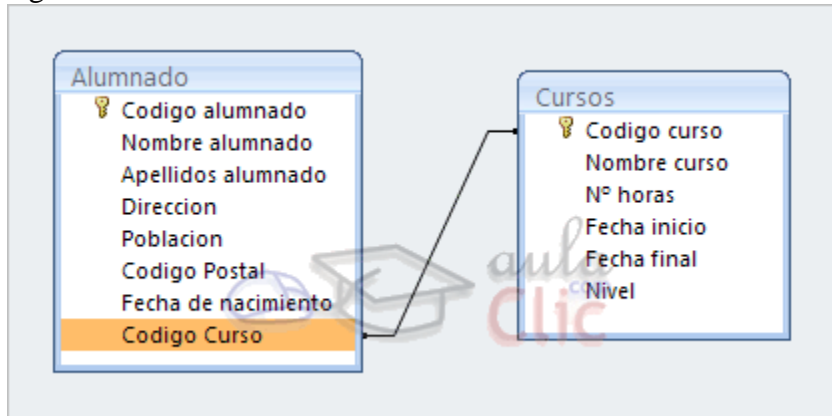 Alumnado
Codigo alumnado
Nombre alumnado
Apellidos alumnado
Direccion
Poblacion
Codigo Postal
Fecha de nacimiento
Codigo Curso
Cursos
Codigo curso
Nombre curso
Nº horas
Fecha inicio
Fecha final
Nivel
aula
Clic